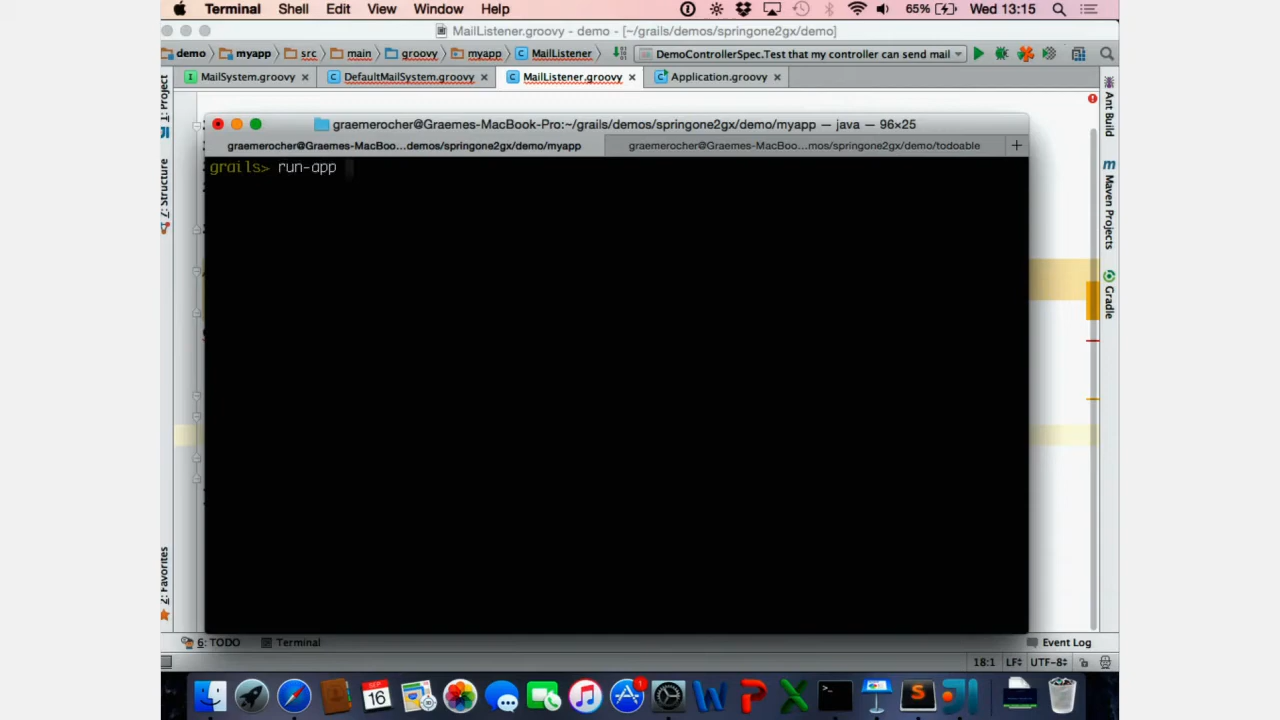 Terminal Shell Edit View Window Help 65% Wed 13:15
MailListener.groovy - demo - [~/grails/demos/springone2gx/demo]
demo myapp src main groovy myapp MailListener DemoControllerSpec.Test that my controller can send mail
MailSystem.groovy DefaultMailSystem.groovy MailListener.groovy Application.groovy
graemerocher@Graemes-MacBook-Pro:~/grails/demos/springone2gx/demo/myapp — java — 96×25
graemerocher@Graemes-MacBoo...demos/springone2gx/demo/myapp graemerocher@Graemes-MacBoo...mos/springone2gx/demo/todoable +
grails> run-app
1: Project
Z: Structure
2: Favorites
Ant Build
Maven Projects
Gradle
6: TODO Terminal Event Log
18:1 LF÷ UTF-8÷
16
1